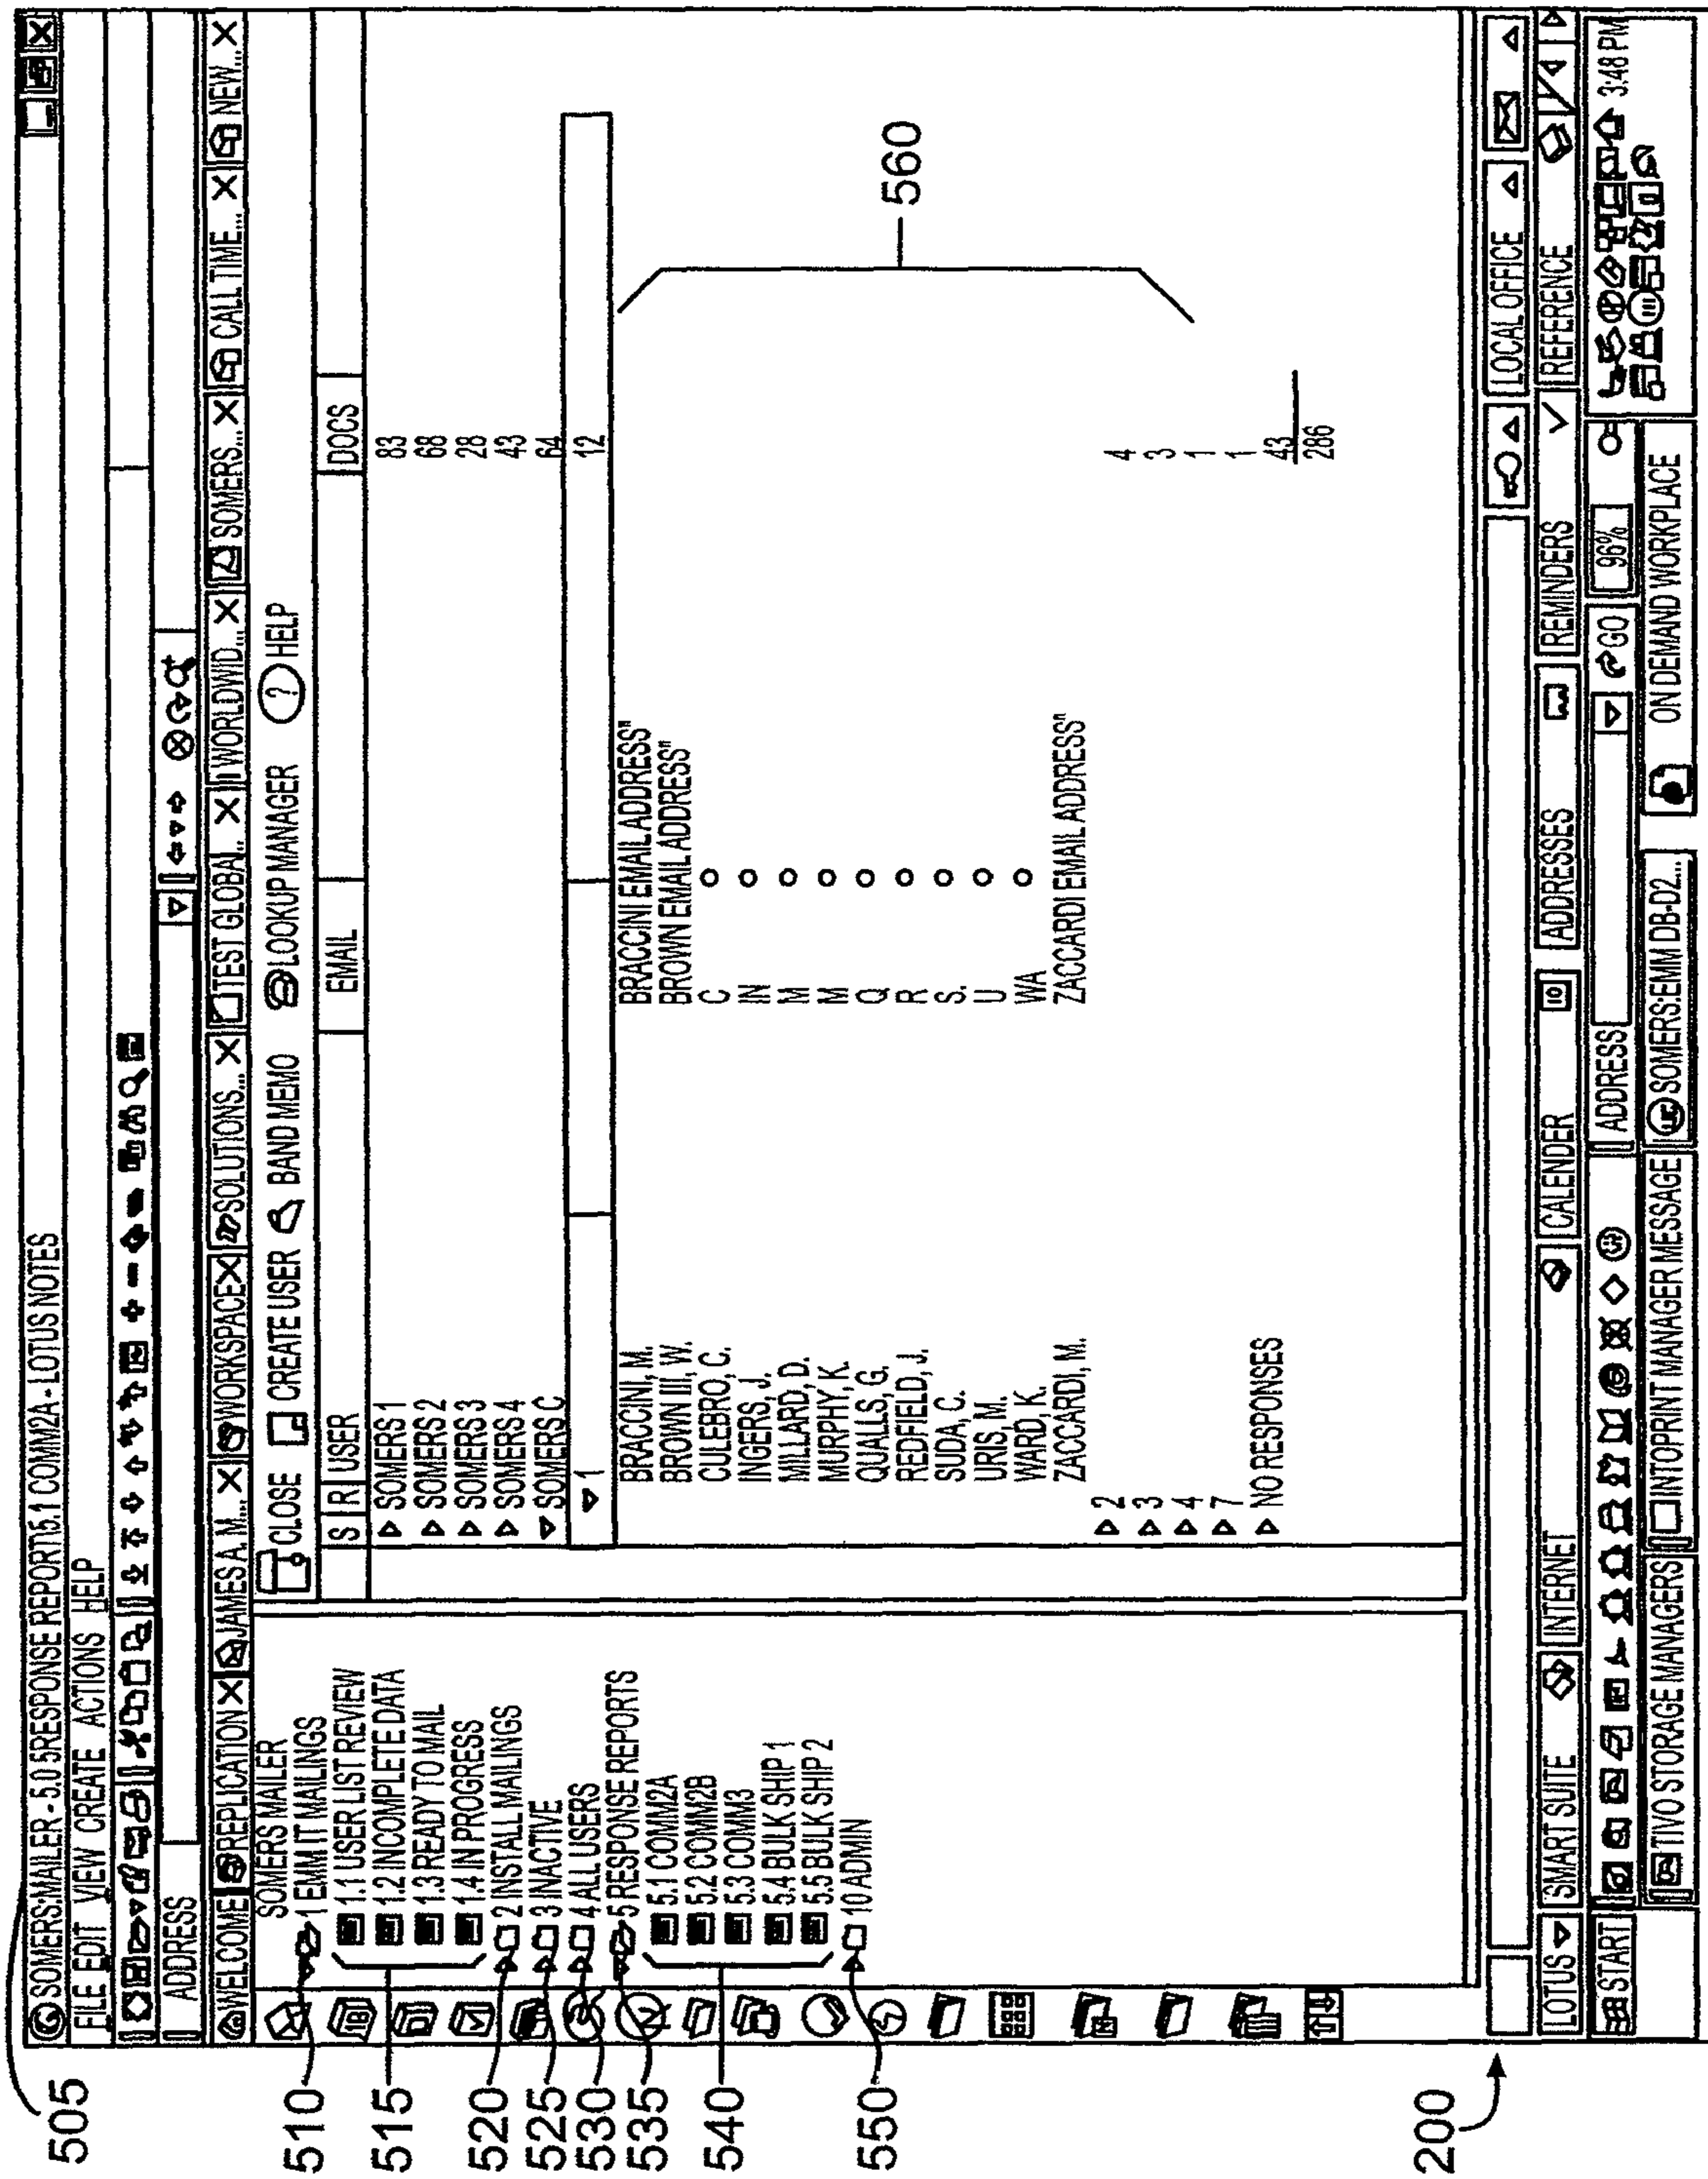 505
SOMERS:MAILER - 5.0 5RESPONSE REPORT\5.1 COMM2A - LOTUS NOTES
FILE EDIT VIEW CREATE ACTIONS HELP
ADDRESS
WELCOME REPLICATION X JAMES A. M... X WORKSPACE X SOLUTIONS... X TEST GLOBAL.. X WORLDWID... X SOMERS... X CALL TIME... X NEW... X
CLOSE CREATE USER BAND MEMO LOOKUP MANAGER ? HELP
SOMERS MAILER
510
1 EMM IT MAILINGS
515
1.1 USER LIST REVIEW
1.2 INCOMPLETE DATA
1.3 READY TO MAIL
1.4 IN PROGRESS
520
2 INSTALL MAILINGS
525
3 INACTIVE
530
4 ALL USERS
535
5 RESPONSE REPORTS
540
5.1 COMM2A
5.2 COMM2B
5.3 COMM3
5.4 BULK SHIP 1
5.5 BULK SHIP 2
550
10 ADMIN
S R USER EMAIL DOCS
SOMERS 1 83
SOMERS 2 68
SOMERS 3 28
SOMERS 4 43
SOMERS C 64
1 12
BRACCINI, M. BRACCINI EMAIL ADDRESS"
BROWN III, W. BROWN EMAIL ADDRESS"
CULEBRO, C. C
INGERS, J. IN
MILLARD, D. M
MURPHY, K. M
QUALLS, G. Q
REDFIELD, J. R
SUDA, C. S.
URIS, M. U
WARD, K. WA
ZACCARDI, M. ZACCARDI EMAIL ADDRESS"
560
2 4
3 3
4 1
7 1
NO RESPONSES 43
286
200
LOCAL OFFICE
LOTUS SMART SUITE INTERNET CALENDER 10 ADDRESSES REMINDERS REFERENCE
START ADDRESS GO 96% 3:48 PM
TIVO STORAGE MANAGERS INTOPRINT MANAGER MESSAGE SOMERS:EMM DB-D2... ON DEMAND WORKPLACE